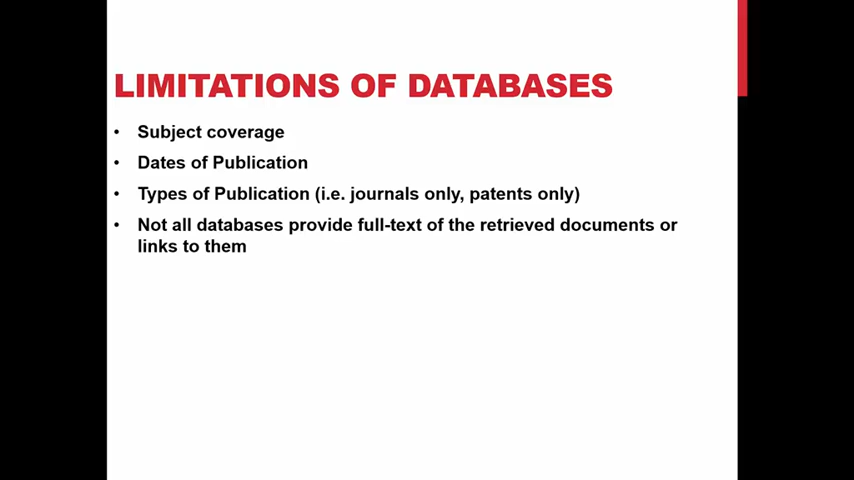 LIMITATIONS OF DATABASES
• Subject coverage
• Dates of Publication
• Types of Publication (i.e. journals only, patents only)
• Not all databases provide full-text of the retrieved documents or
links to them